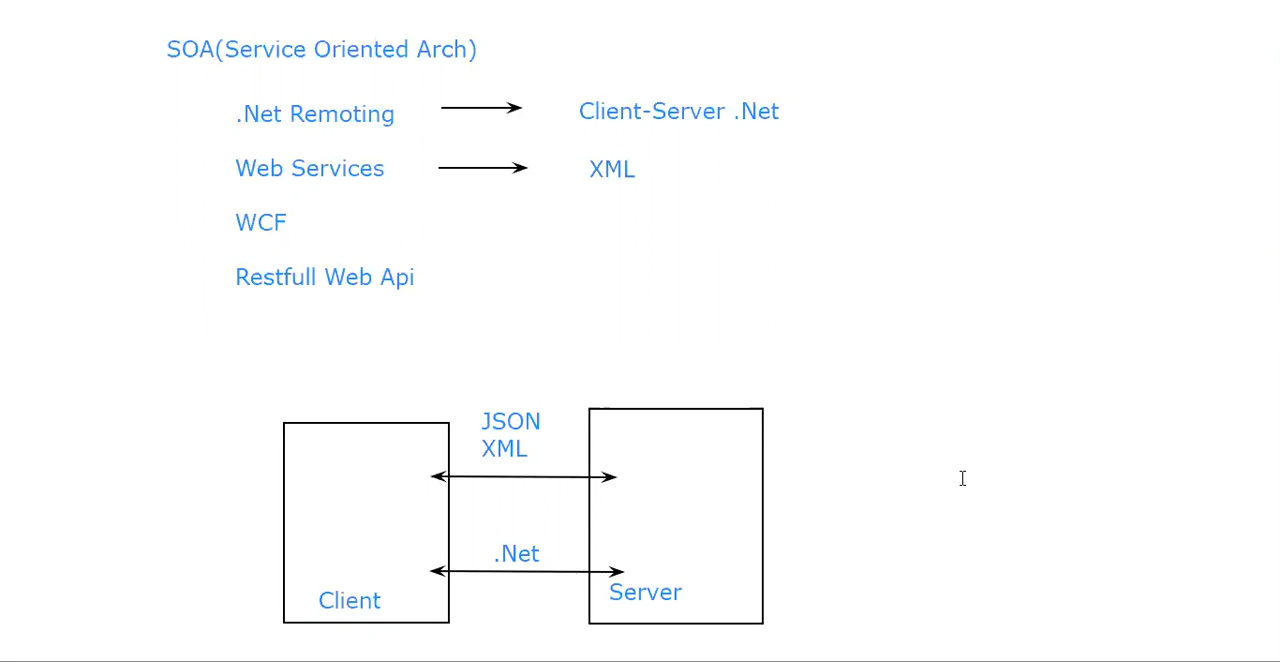 SOA(Service Oriented Arch)
.Net Remoting
Client-Server .Net
Web Services
XML
WCF
Restfull Web Api
JSON
XML
.Net
Client
Server